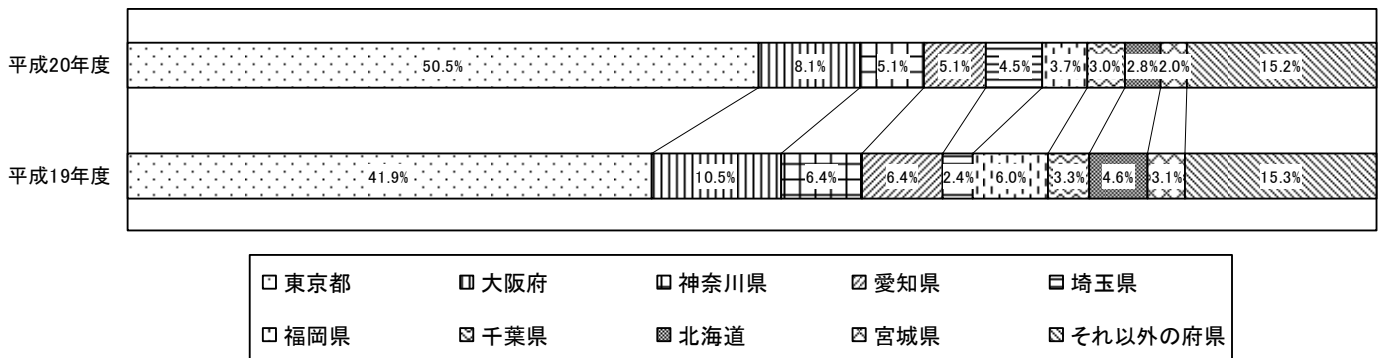 平成20年度
50.5% 8.1% 5.1% 5.1% 4.5% 3.7% 3.0% 2.8% 2.0% 15.2%
平成19年度
41.9% 10.5% 6.4% 6.4% 2.4% 6.0% 3.3% 4.6% 3.1% 15.3%
東京都 大阪府 神奈川県 愛知県 埼玉県
福岡県 千葉県 北海道 宮城県 それ以外の府県